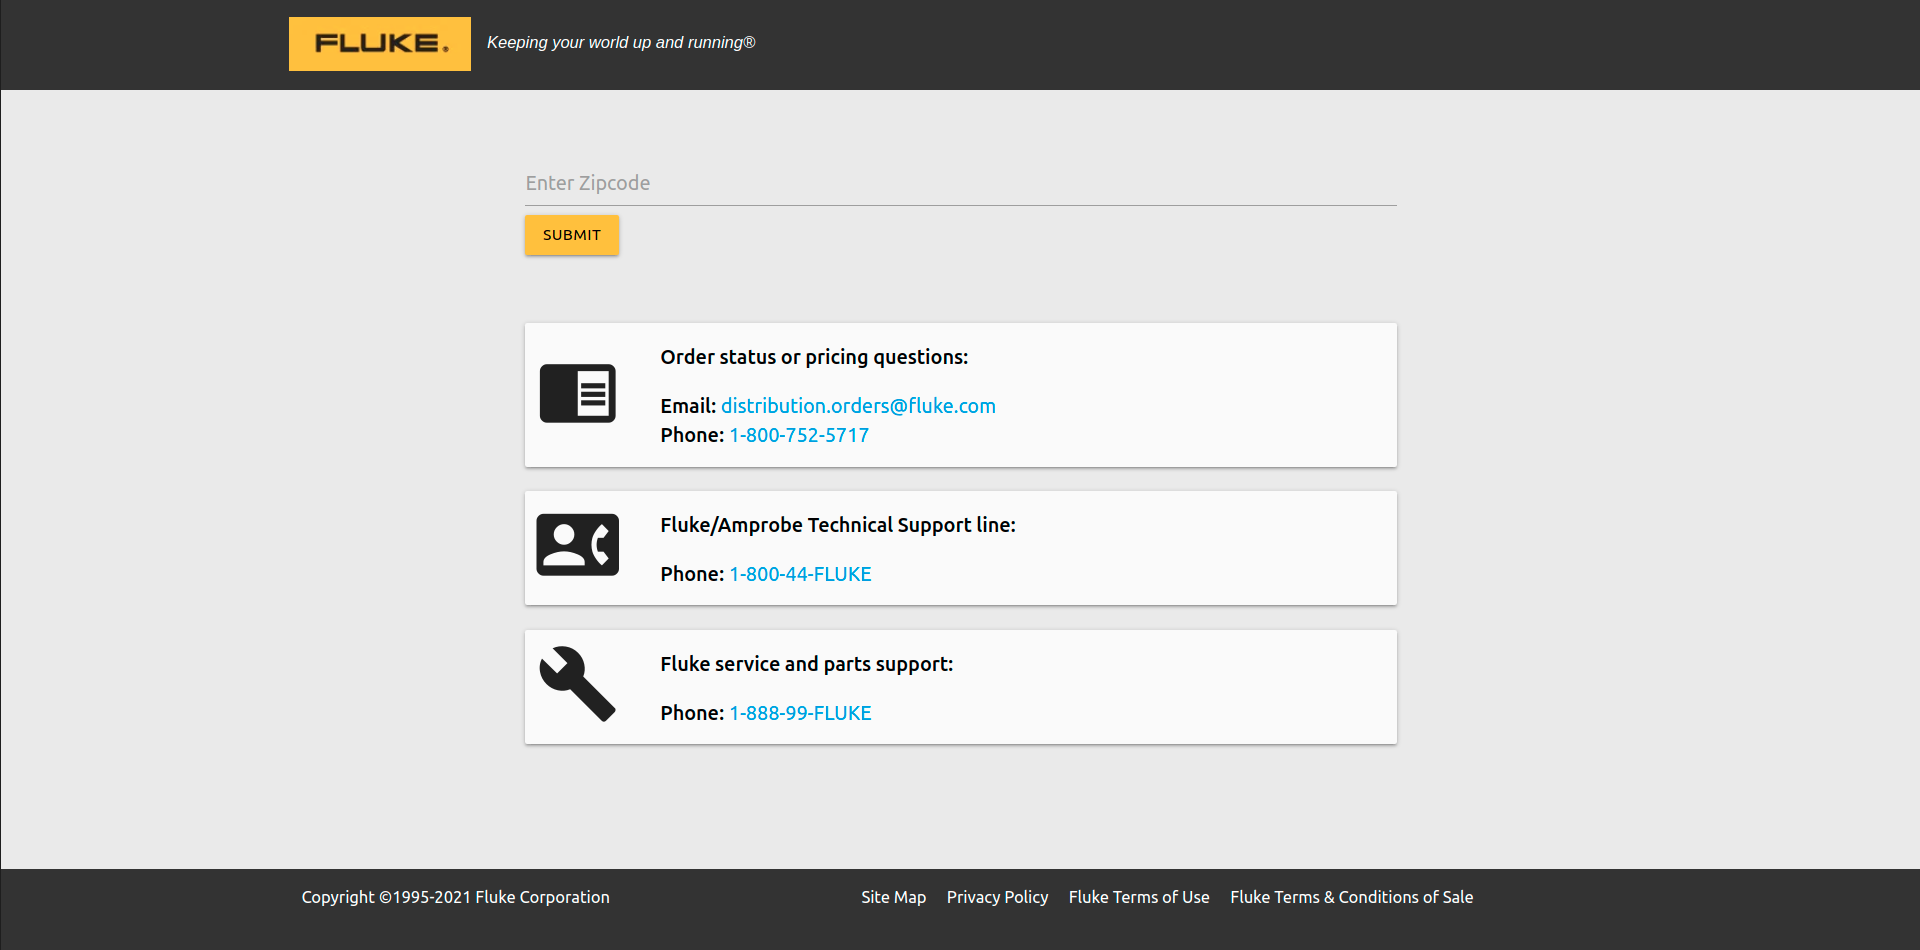 FLUKE®
Keeping your world up and running®
Enter Zipcode
SUBMIT
Order status or pricing questions:
Email: distribution.orders@fluke.com
Phone: 1-800-752-5717
Fluke/Amprobe Technical Support line:
Phone: 1-800-44-FLUKE
Fluke service and parts support:
Phone: 1-888-99-FLUKE
Copyright ©1995-2021 Fluke Corporation
Site Map Privacy Policy Fluke Terms of Use Fluke Terms & Conditions of Sale